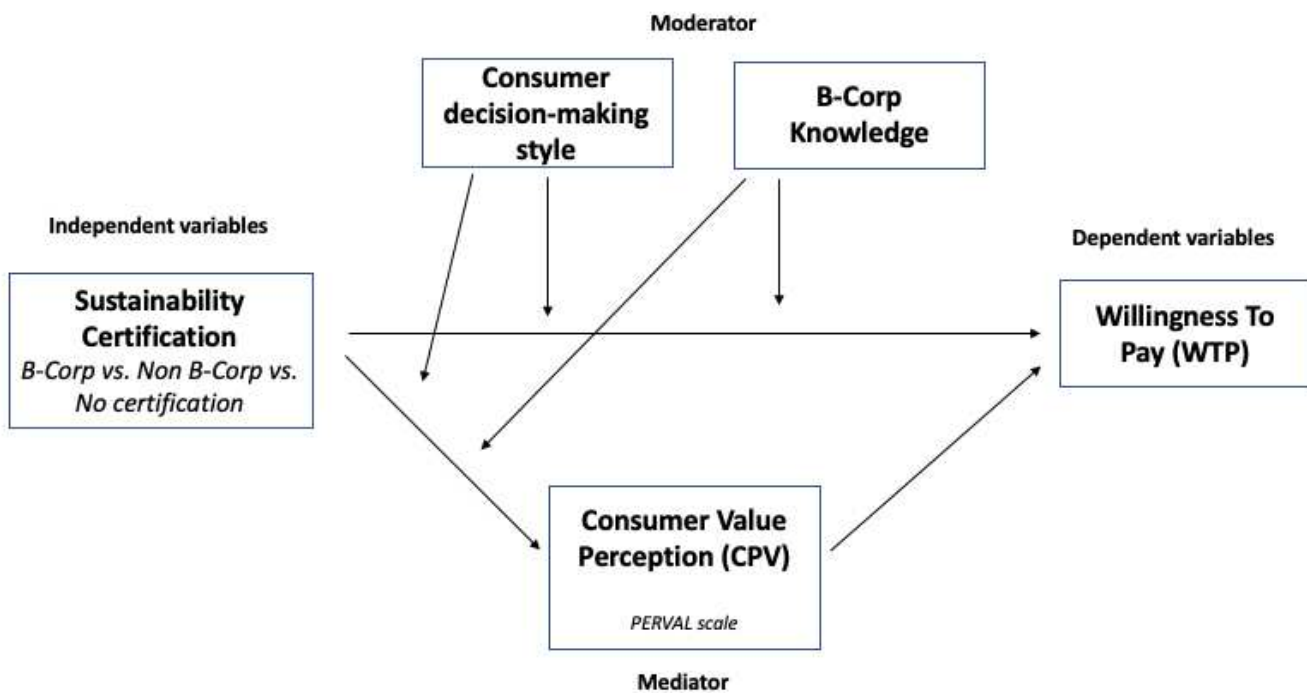 Moderator
Consumer
decision-making
style
B-Corp
Knowledge
Independent variables
Dependent variables
Sustainability
Certification
B-Corp vs. Non B-Corp vs.
No certification
Willingness To
Pay (WTP)
Consumer Value
Perception (CPV)
PERVAL scale
Mediator